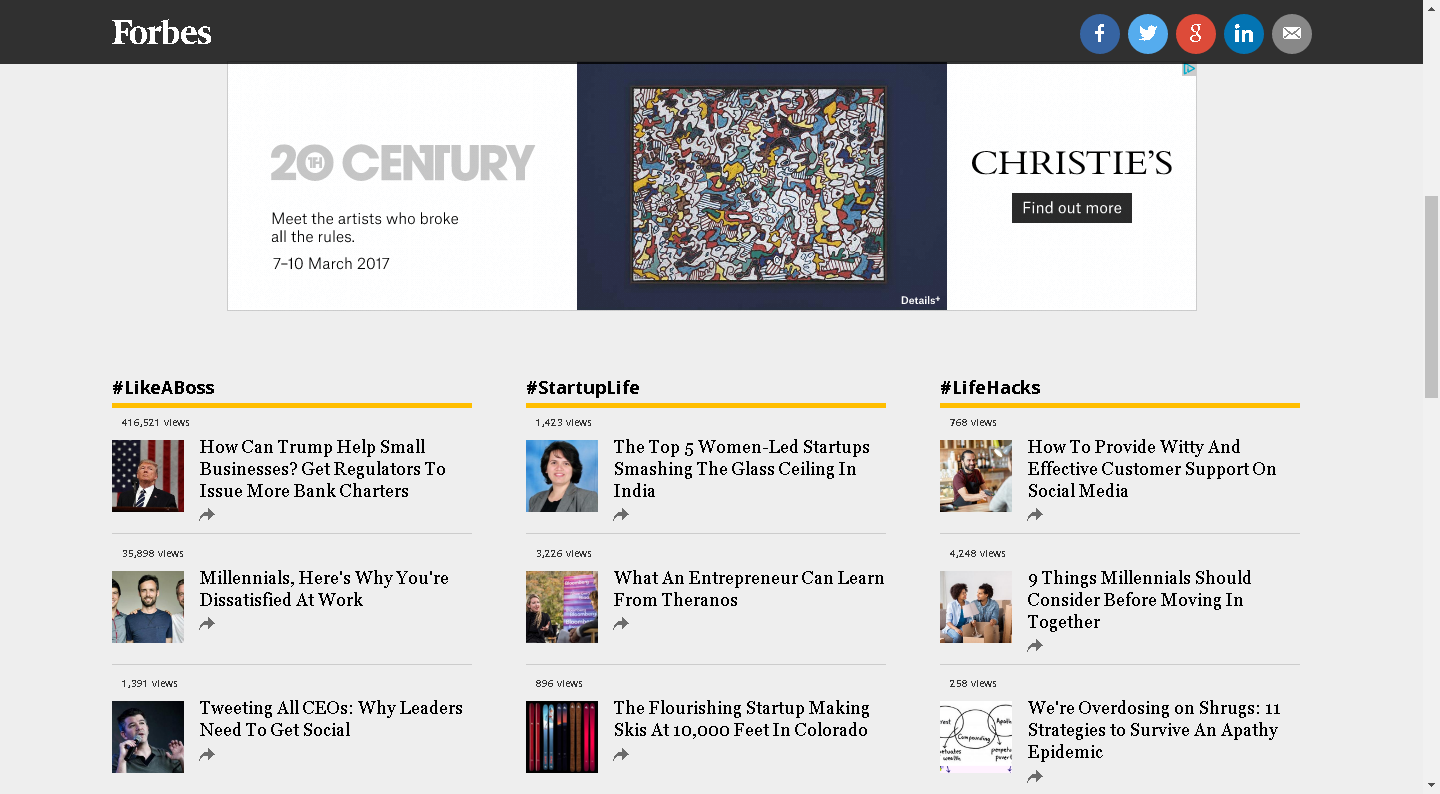 Forbes
20TH CENTURY
Meet the artists who broke
all the rules.
7–10 March 2017
Details+
CHRISTIE'S
Find out more
#LikeABoss
416,521 views
How Can Trump Help Small
Businesses? Get Regulators To
Issue More Bank Charters
35,898 views
Millennials, Here's Why You're
Dissatisfied At Work
1,391 views
Tweeting All CEOs: Why Leaders
Need To Get Social
#StartupLife
1,423 views
The Top 5 Women-Led Startups
Smashing The Glass Ceiling In
India
3,226 views
What An Entrepreneur Can Learn
From Theranos
Bloomberg
896 views
The Flourishing Startup Making
Skis At 10,000 Feet In Colorado
#LifeHacks
768 views
How To Provide Witty And
Effective Customer Support On
Social Media
4,248 views
9 Things Millennials Should
Consider Before Moving In
Together
258 views
We're Overdosing on Shrugs: 11
Strategies to Survive An Apathy
Epidemic
Compounding